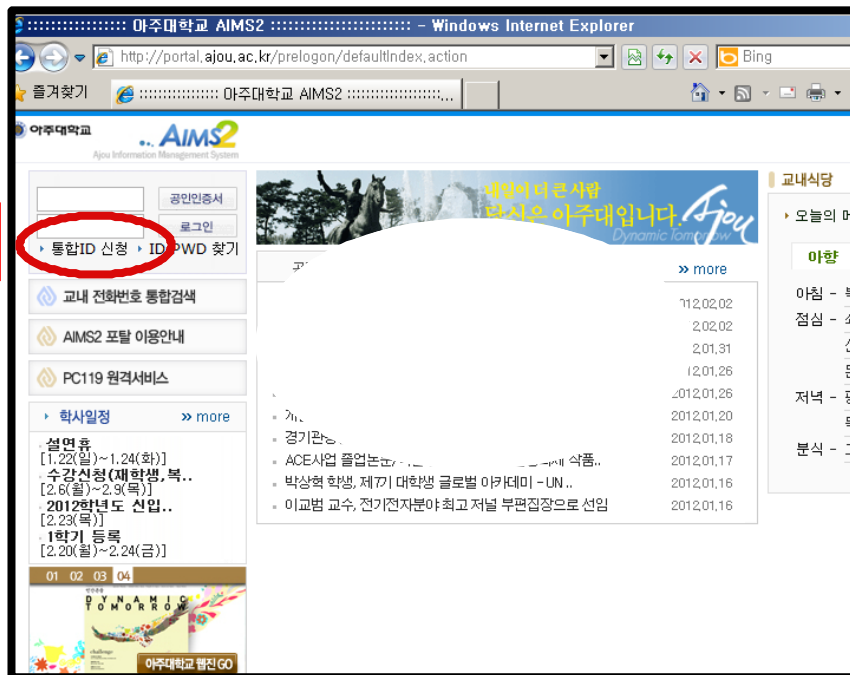 :::::::::::::::: 아주대학교 AIMS2 ::::::::::::::::::::::: - Windows Internet Explorer
http://portal.ajou.ac.kr/prelogon/defaultIndex.action
Bing
즐겨찾기
:::::::::::::::: 아주대학교 AIMS2 ::::::::::::::::::::...
아주대학교
AIMS2
Ajou Information Management System
공인인증서
로그인
통합ID 신청
ID/PWD 찾기
교내 전화번호 통합검색
AIMS2 포탈 이용안내
PC119 원격서비스
학사일정
» more
설연휴
[1.22(일)~1.24(화)]
수강신청(재학생,복..
[2.6(월)~2.9(목)]
2012학년도 신입..
[2.23(목)]
1학기 등록
[2.20(월)~2.24(금)]
01 02 03 04
DYNAMIC
TOMORROW
challenge
아주대학교 웹진 GO
내일이 더 큰 사람
당신은 아주대입니다.
Ajou
Dynamic Tomorrow
» more
012.02.02
2.02.02
2.01.31
2.01.26
2012.01.26
2012.01.20
경기관
2012.01.18
ACE사업 졸업논문
작품..
2012.01.17
박상혁 학생, 제7기 대학생 글로벌 아카데미 - UN ..
2012.01.16
이교범 교수, 전기전자분야 최고 저널 부편집장으로 선임
2012.01.16
교내식당
오늘의
아향
아침 -
점심 -
저녁 -
분식 -